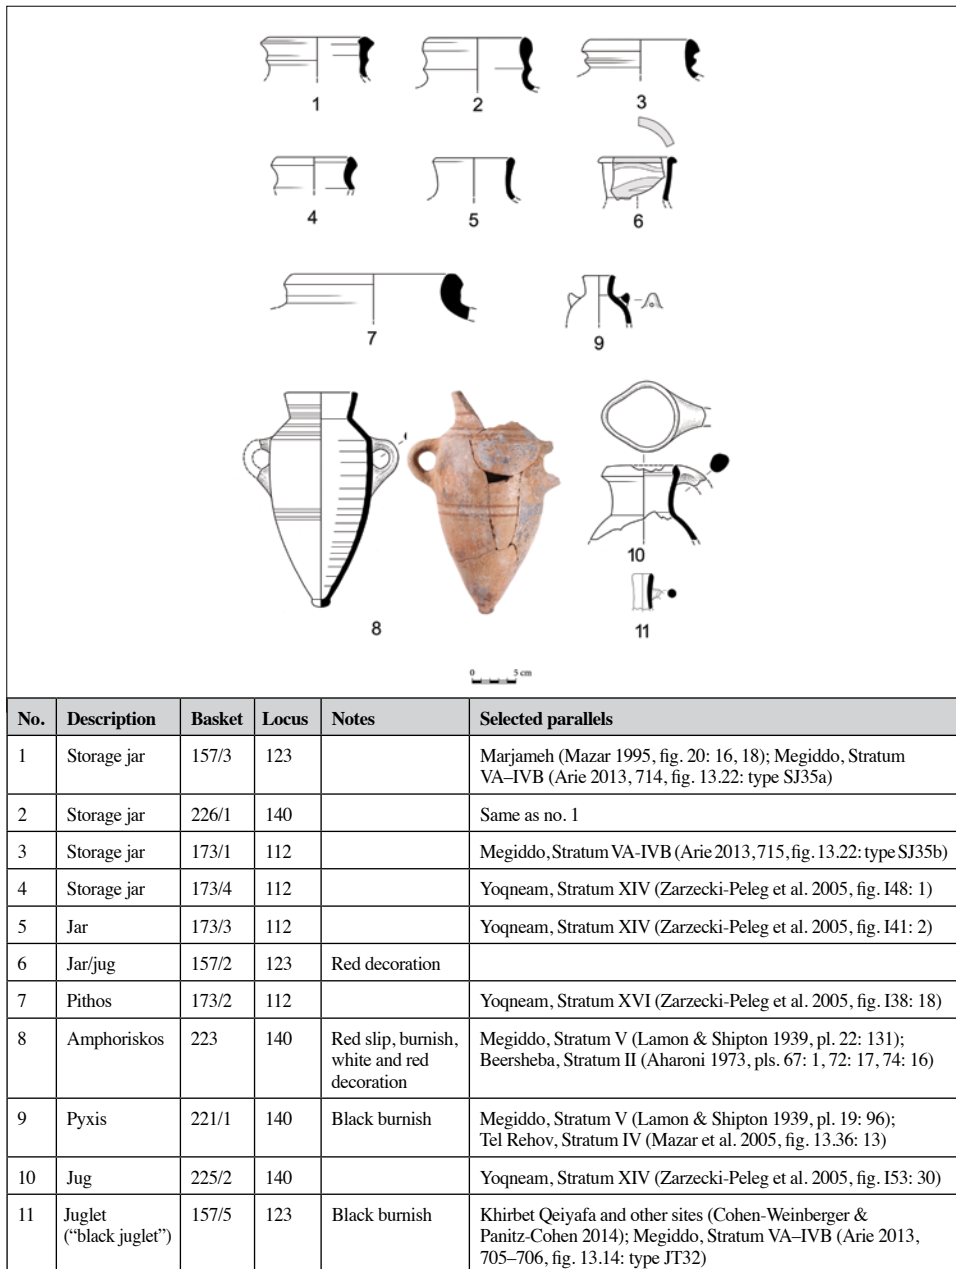 1
2
3
4
5
6
7
9
8
10
11
0 5 cm
No. Description Basket Locus Notes Selected parallels
1 Storage jar 157/3 123 Marjameh (Mazar 1995, fig. 20: 16, 18); Megiddo, Stratum
VA–IVB (Arie 2013, 714, fig. 13.22: type SJ35a)
2 Storage jar 226/1 140 Same as no. 1
3 Storage jar 173/1 112 Megiddo, Stratum VA-IVB (Arie 2013, 715, fig. 13.22: type SJ35b)
4 Storage jar 173/4 112 Yoqneam, Stratum XIV (Zarzecki-Peleg et al. 2005, fig. I48: 1)
5 Jar 173/3 112 Yoqneam, Stratum XIV (Zarzecki-Peleg et al. 2005, fig. I41: 2)
6 Jar/jug 157/2 123 Red decoration
7 Pithos 173/2 112 Yoqneam, Stratum XVI (Zarzecki-Peleg et al. 2005, fig. I38: 18)
8 Amphoriskos 223 140 Red slip, burnish, Megiddo, Stratum V (Lamon & Shipton 1939, pl. 22: 131);
white and red Beersheba, Stratum II (Aharoni 1973, pls. 67: 1, 72: 17, 74: 16)
decoration
9 Pyxis 221/1 140 Black burnish Megiddo, Stratum V (Lamon & Shipton 1939, pl. 19: 96);
Tel Rehov, Stratum IV (Mazar et al. 2005, fig. 13.36: 13)
10 Jug 225/2 140 Yoqneam, Stratum XIV (Zarzecki-Peleg et al. 2005, fig. I53: 30)
11 Juglet 157/5 123 Black burnish Khirbet Qeiyafa and other sites (Cohen-Weinberger &
(“black juglet”) Panitz-Cohen 2014); Megiddo, Stratum VA–IVB (Arie 2013,
705–706, fig. 13.14: type JT32)